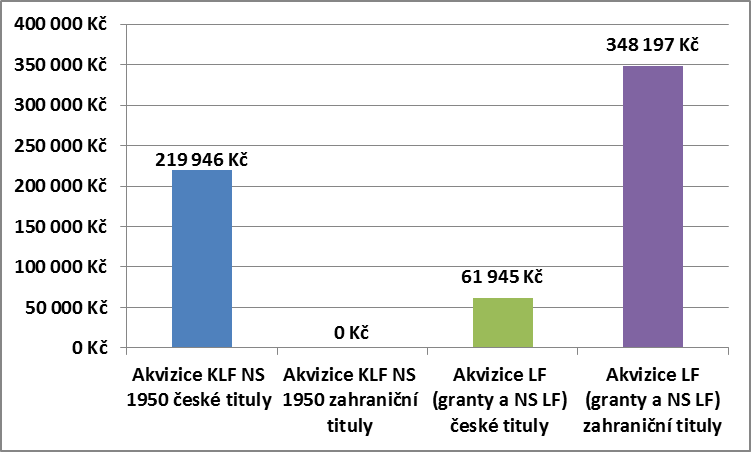 400 000 Kč
350 000 Kč
300 000 Kč
250 000 Kč
200 000 Kč
150 000 Kč
100 000 Kč
50 000 Kč
0 Kč
219 946 Kč
0 Kč
61 945 Kč
348 197 Kč
Akvizice KLF NS
1950 české tituly
Akvizice KLF NS
1950 zahraniční
tituly
Akvizice LF
(granty a NS LF)
české tituly
Akvizice LF
(granty a NS LF)
zahraniční tituly